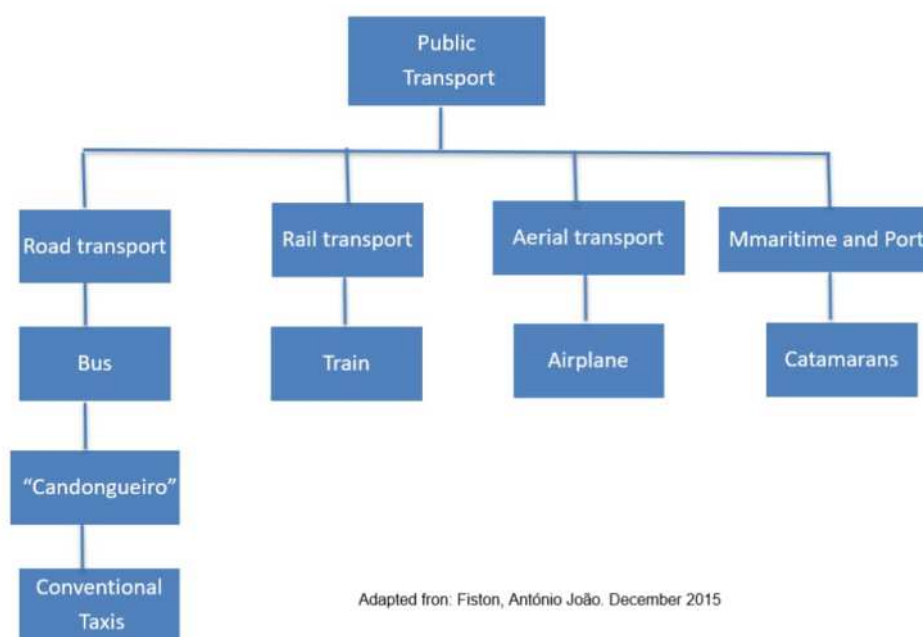 Public
Transport
Road transport
Rail transport
Aerial transport
Mmaritime and Port
Bus
Train
Airplane
Catamarans
“Candongueiro”
Conventional
Taxis
Adapted fron: Fiston, António João. December 2015